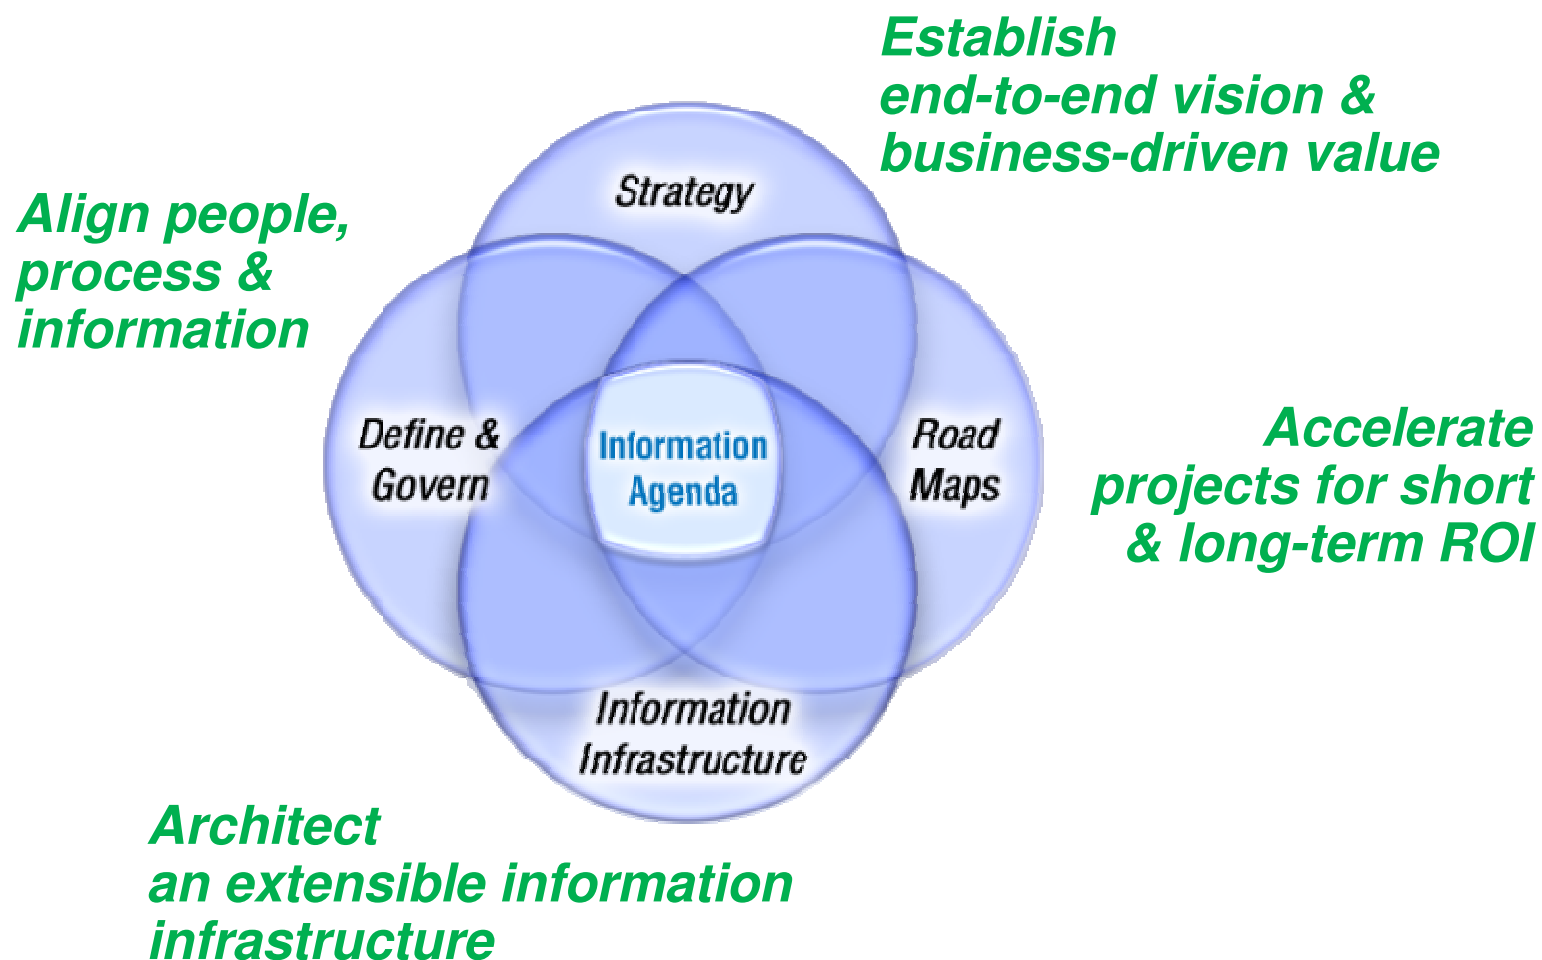 Establish
end-to-end vision &
business-driven value
Strategy
Align people,
process &
information
Define &
Govern
Information
Agenda
Road
Maps
Accelerate
projects for short
& long-term ROI
Information
Infrastructure
Architect
an extensible information
infrastructure